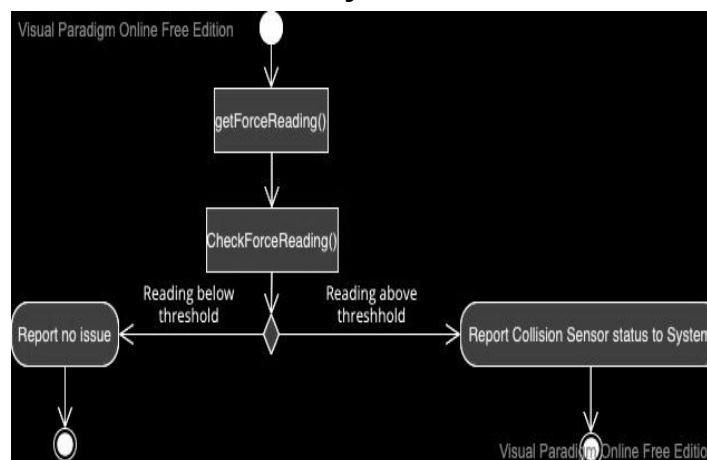 Visual Paradigm Online Free Edition
getForceReading()
CheckForceReading()
Reading below
threshold
Reading above
threshhold
Report no issue
Report Collision Sensor status to System
Visual Paradigm Online Free Editio